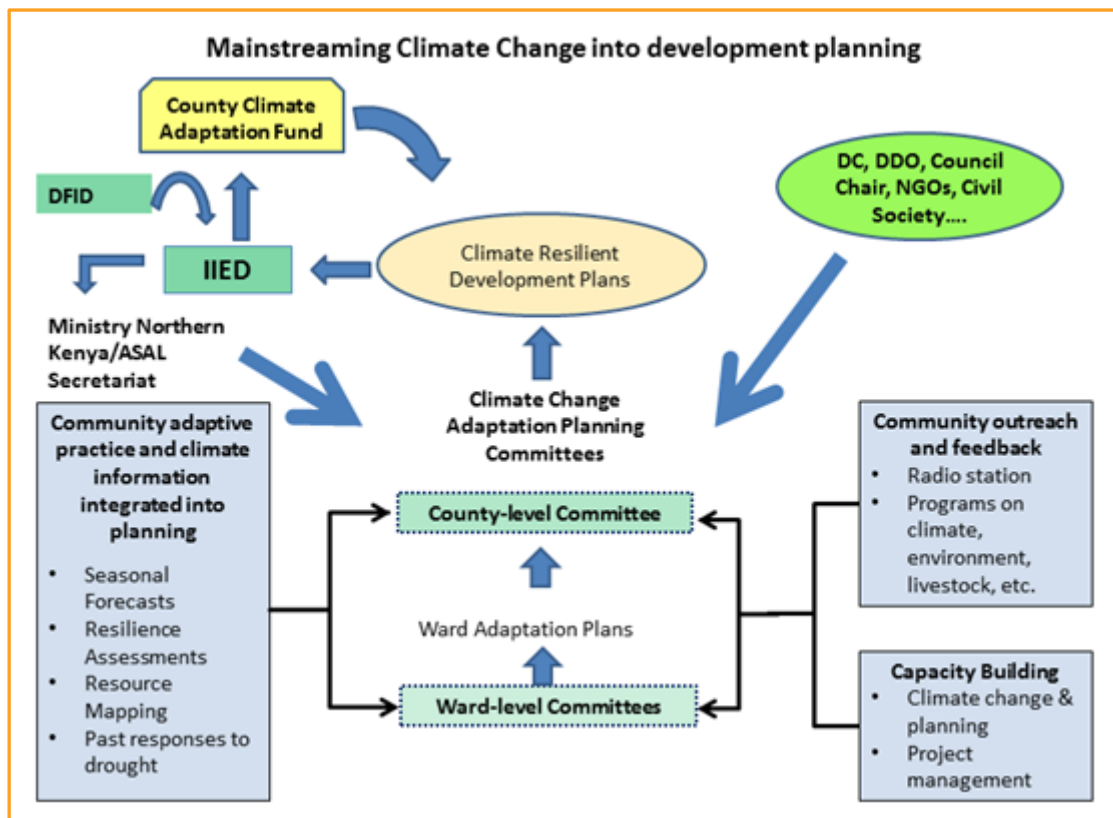 Mainstreaming Climate Change into development planning
County Climate
Adaptation Fund
DC, DDO, Council
Chair, NGOs, Civil
Society....
DFID
IIED
Climate Resilient
Development Plans
Ministry Northern
Kenya/ASAL
Secretariat
Climate Change
Adaptation Planning
Committees
Community adaptive
practice and climate
information
integrated into
planning
• Seasonal
Forecasts
• Resilience
Assessments
• Resource
Mapping
• Past responses to
drought
County-level Committee
Ward Adaptation Plans
Ward-level Committees
Community outreach
and feedback
• Radio station
• Programs on
climate,
environment,
livestock, etc.
Capacity Building
• Climate change &
planning
• Project
management